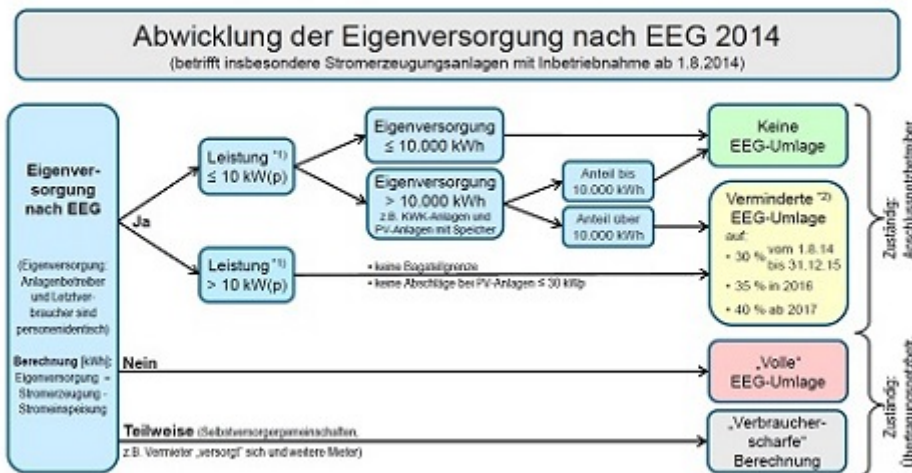 Abwicklung der Eigenversorgung nach EEG 2014
(betrifft insbesondere Stromerzeugungsanlagen mit Inbetriebnahme ab 1.8.2014)
Eigenver-
sorgung
nach EEG
(Eigenversorgung:
Anlagenbetreiber
und Letztver-
braucher sind
personenidentisch)
Berechnung [kWh]:
Eigenversorgung =
Stromerzeugung -
Stromeinspeisung
Ja
Leistung *1)
≤ 10 kW(p)
Eigenversorgung
≤ 10.000 kWh
Eigenversorgung
> 10.000 kWh
z.B. KWK-Anlagen und
PV-Anlagen mit Speicher
Anteil bis
10.000 kWh
Anteil über
10.000 kWh
Keine
EEG-Umlage
Leistung *1)
> 10 kW(p)
• keine Bagatellgrenze
• keine Abschläge bei PV-Anlagen ≤ 30 kWp
Verminderte *2)
EEG-Umlage
auf:
• 30 % vom 1.8.14
bis 31.12.15
• 35 % in 2016
• 40 % ab 2017
Zuständig:
Anschlussnetzbetreiber
Nein
„Volle"
EEG-Umlage
Teilweise (Selbstversorgergemeinschaften,
z.B. Vermieter „versorgt" sich und weitere Mieter)
„Verbraucher-
scharfe"
Berechnung
Zuständig: